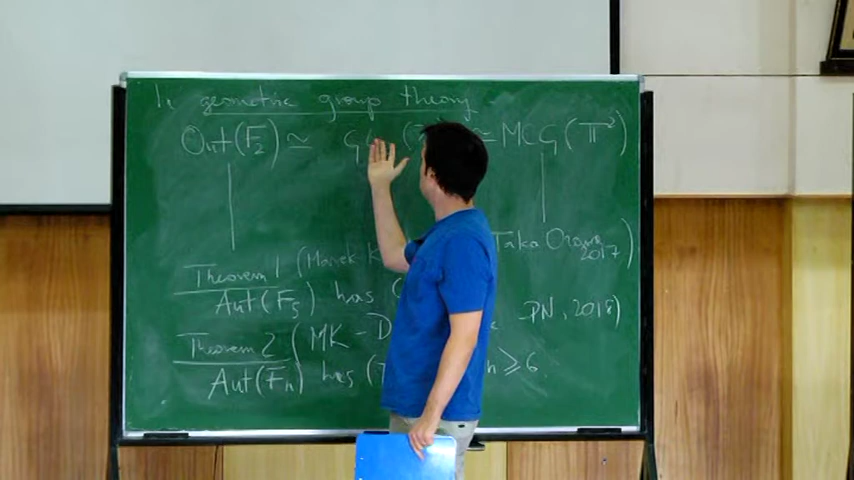 1. geometric group theory
Out(F₂) ≃ G ( ≃ MCG(𝕋²)
Theorem 1 (Marek K Taka Ozawa 2017)
Aut(F₅) has (
Theorem 2 (MK - D PN, 2018)
Aut(Fₙ) has (T n ⩾ 6.